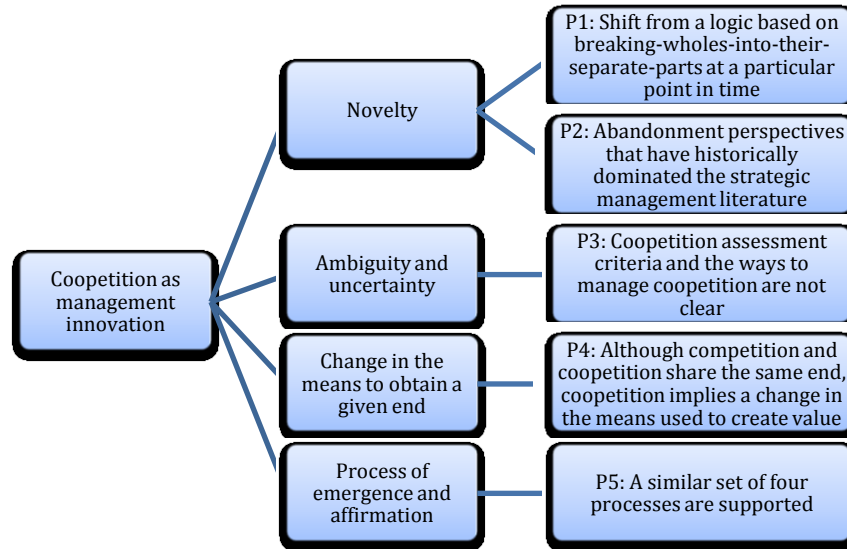 Coopetition as
management
innovation
Novelty
P1: Shift from a logic based on
breaking-wholes-into-their-
separate-parts at a particular
point in time
P2: Abandonment perspectives
that have historically
dominated the strategic
management literature
Ambiguity and
uncertainty
P3: Coopetition assessment
criteria and the ways to
manage coopetition are not
clear
Change in the
means to obtain a
given end
P4: Although competition and
coopetition share the same end,
coopetition implies a change in
the means used to create value
Process of
emergence and
affirmation
P5: A similar set of four
processes are supported